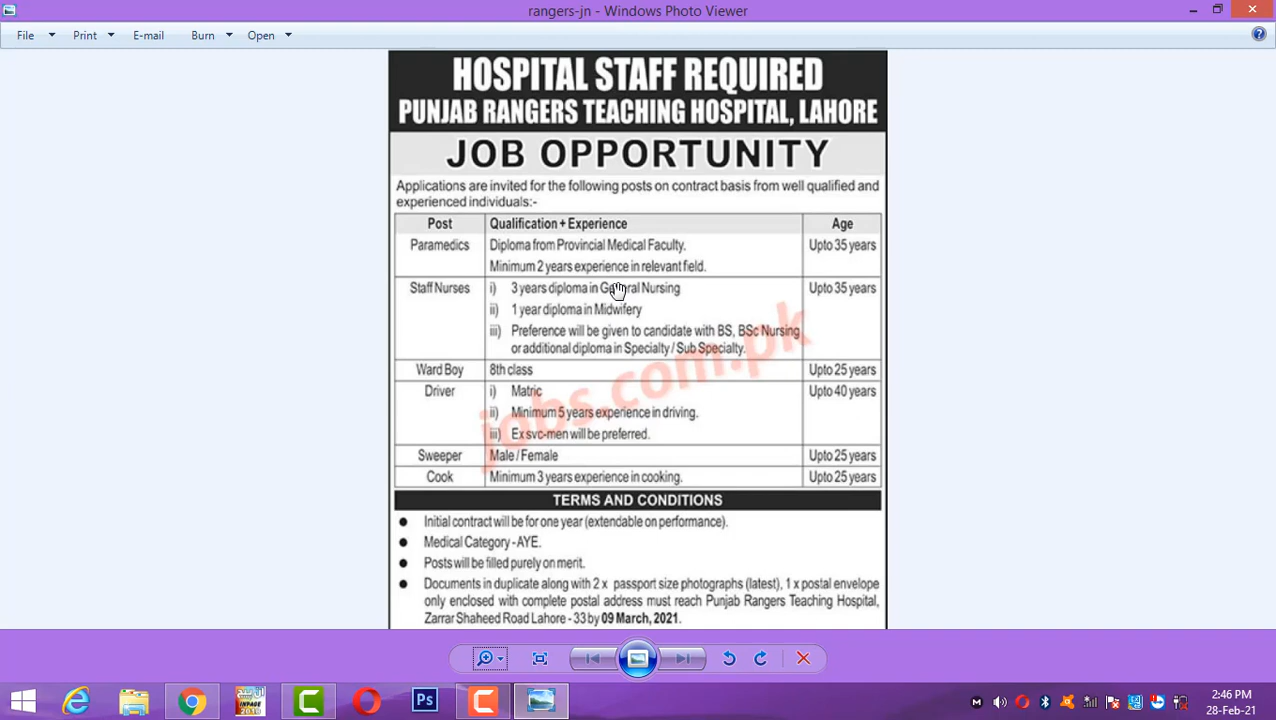 rangers-jn - Windows Photo Viewer
File Print E-mail Burn Open
HOSPITAL STAFF REQUIRED
PUNJAB RANGERS TEACHING HOSPITAL, LAHORE
JOB OPPORTUNITY
Applications are invited for the following posts on contract basis from well qualified and
experienced individuals:-
Post Qualification + Experience Age
Paramedics Diploma from Provincial Medical Faculty. Upto 35 years
Minimum 2 years experience in relevant field.
Staff Nurses i) 3 years diploma in General Nursing Upto 35 years
ii) 1 year diploma in Midwifery
iii) Preference will be given to candidate with BS, BSc Nursing
or additional diploma in Specialty / Sub Specialty.
Ward Boy 8th class Upto 25 years
Driver i) Matric Upto 40 years
ii) Minimum 5 years experience in driving.
iii) Ex svc-men will be preferred.
Sweeper Male / Female Upto 25 years
Cook Minimum 3 years experience in cooking. Upto 25 years
jobs.com.pk
TERMS AND CONDITIONS
● Initial contract will be for one year (extendable on performance).
● Medical Category - AYE.
● Posts will be filled purely on merit.
● Documents in duplicate along with 2 x passport size photographs (latest), 1 x postal envelope
only enclosed with complete postal address must reach Punjab Rangers Teaching Hospital,
Zarrar Shaheed Road Lahore - 33 by 09 March, 2021.
INPAGE
Ps
2:46 PM
28-Feb-21